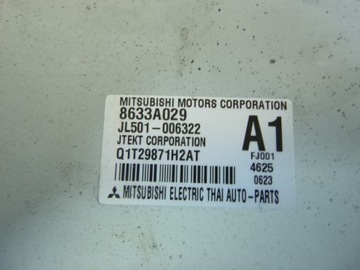 MITSUBISHI MOTORS CORPORATION
8633A029
JL501-006322
JTEKT CORPORATION
Q1T29871H2AT
A1
FJ001
4625
0623
MITSUBISHI ELECTRIC THAI AUTO-PARTS